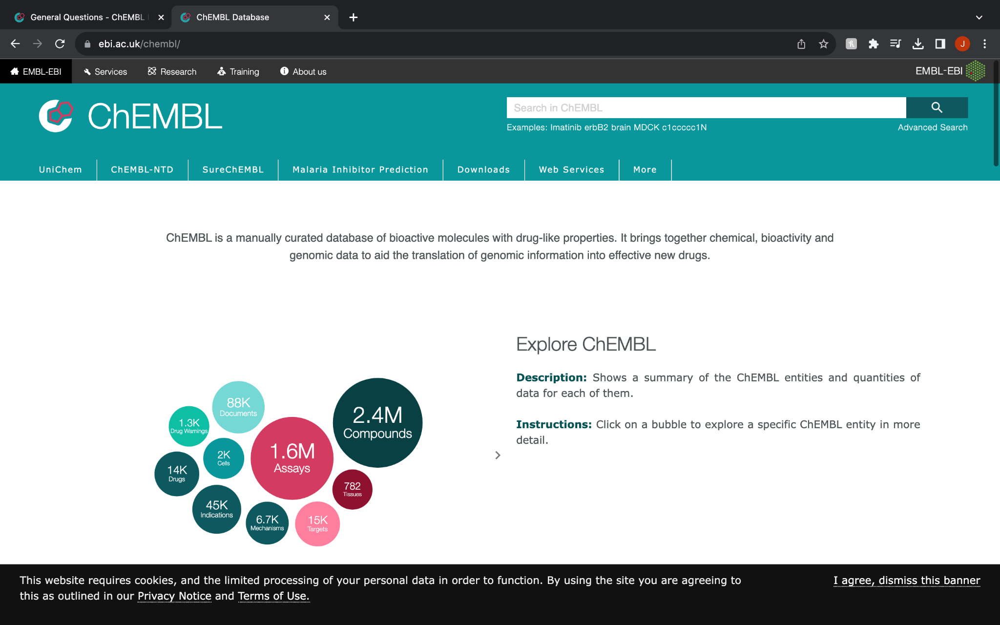 General Questions - ChEMBL
ChEMBL Database
ebi.ac.uk/chembl/
J
EMBL-EBI
Services
Research
Training
About us
EMBL-EBI
ChEMBL
Search in ChEMBL
Examples: Imatinib erbB2 brain MDCK c1ccccc1N
Advanced Search
UniChem
ChEMBL-NTD
SureChEMBL
Malaria Inhibitor Prediction
Downloads
Web Services
More
ChEMBL is a manually curated database of bioactive molecules with drug-like properties. It brings together chemical, bioactivity and
genomic data to aid the translation of genomic information into effective new drugs.
88K
Documents
1.3K
Drug Warnings
2K
Cells
14K
Drugs
45K
Indications
6.7K
Mechanisms
1.6M
Assays
2.4M
Compounds
782
Tissues
15K
Targets
Explore ChEMBL
Description: Shows a summary of the ChEMBL entities and quantities of
data for each of them.
Instructions: Click on a bubble to explore a specific ChEMBL entity in more
detail.
This website requires cookies, and the limited processing of your personal data in order to function. By using the site you are agreeing to
this as outlined in our Privacy Notice and Terms of Use.
I agree, dismiss this banner